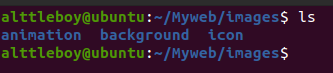 alttleboy@ubuntu:~/Myweb/images$ ls
animation  background  icon
alttleboy@ubuntu:~/Myweb/images$